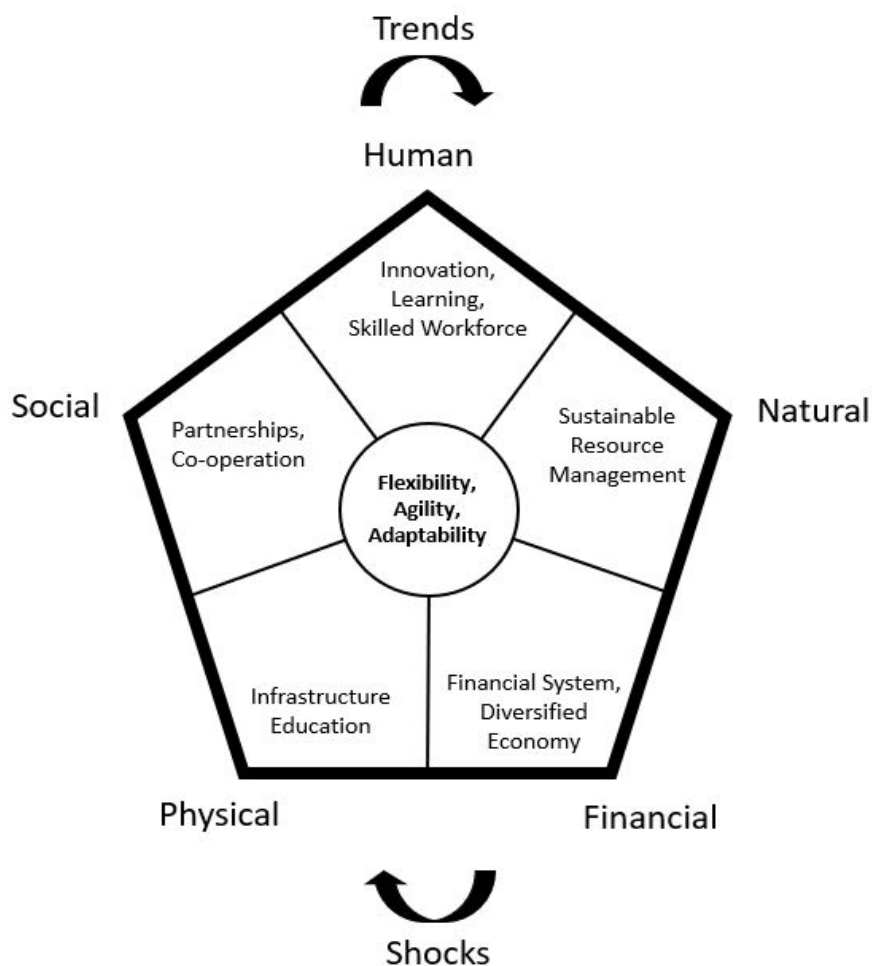 Trends
Human
Innovation,
Learning,
Skilled Workforce
Social
Natural
Partnerships,
Co-operation
Sustainable
Resource
Management
Flexibility,
Agility,
Adaptability
Infrastructure
Education
Financial System,
Diversified
Economy
Physical
Financial
Shocks